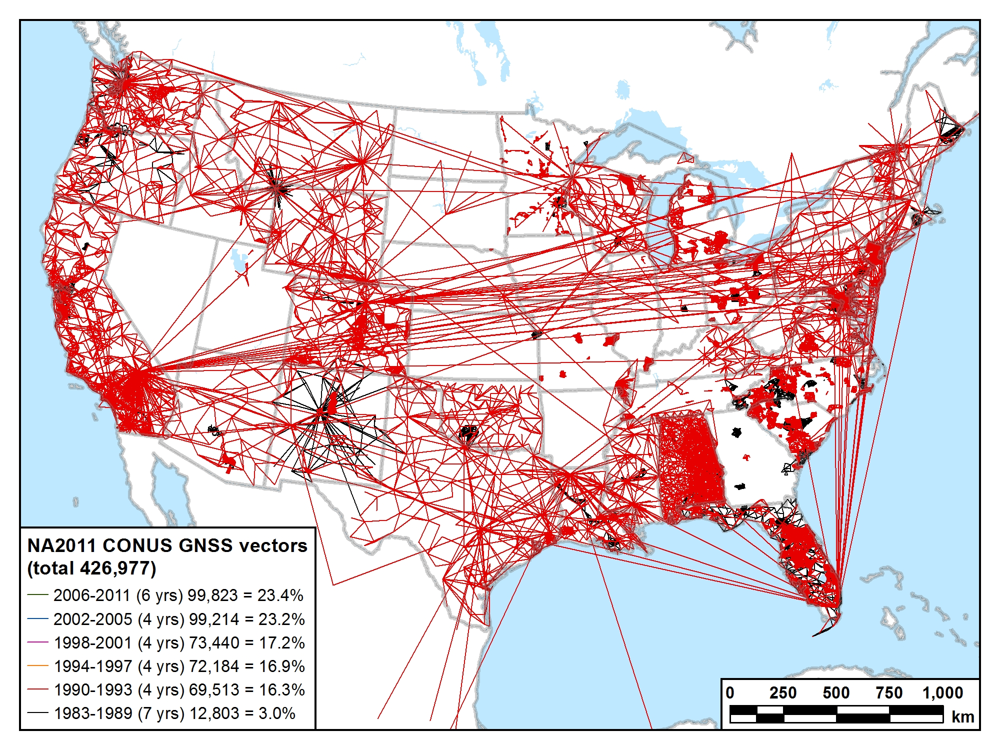 NA2011 CONUS GNSS vectors
(total 426,977)
2006-2011 (6 yrs) 99,823 = 23.4%
2002-2005 (4 yrs) 99,214 = 23.2%
1998-2001 (4 yrs) 73,440 = 17.2%
1994-1997 (4 yrs) 72,184 = 16.9%
1990-1993 (4 yrs) 69,513 = 16.3%
1983-1989 (7 yrs) 12,803 = 3.0%
0 250 500 750 1,000
km